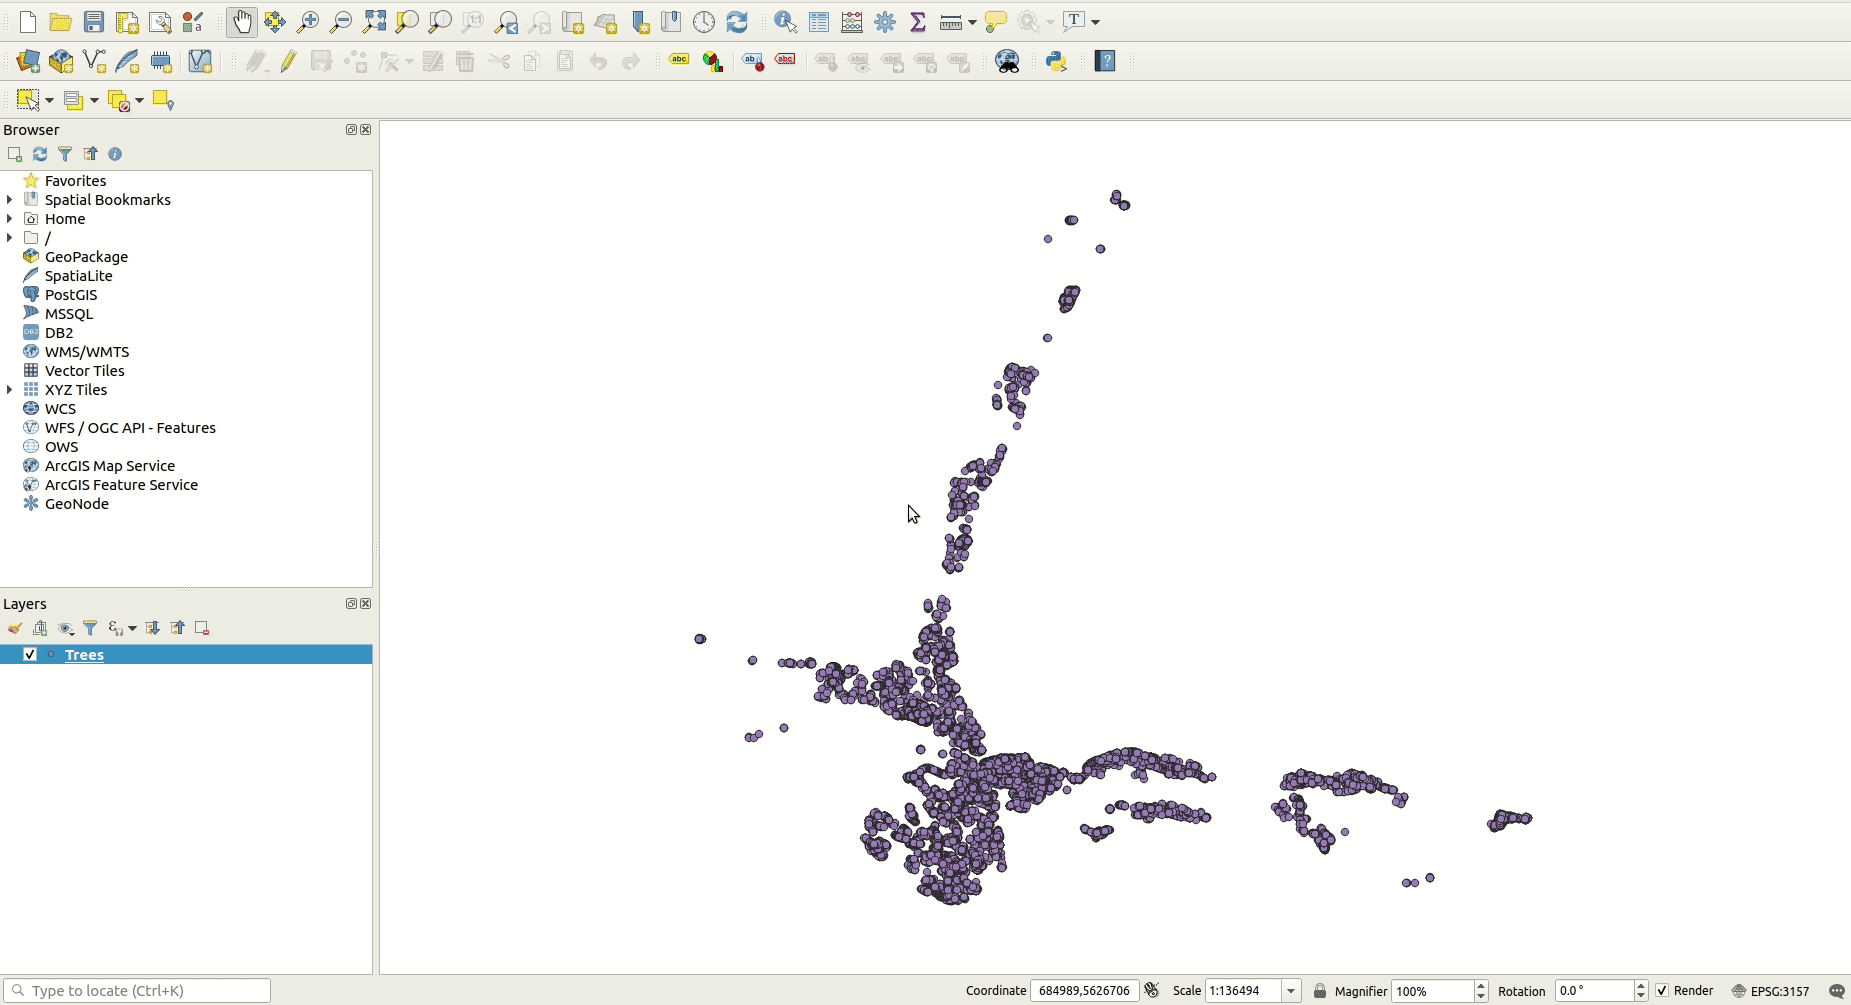 Browser
Favorites
Spatial Bookmarks
Home
/
GeoPackage
SpatiaLite
PostGIS
MSSQL
DB2
WMS/WMTS
Vector Tiles
XYZ Tiles
WCS
WFS / OGC API - Features
OWS
ArcGIS Map Service
ArcGIS Feature Service
GeoNode
Layers
Trees
Type to locate (Ctrl+K)
Coordinate 684989,5626706 Scale 1:136494 Magnifier 100% Rotation 0.0 ° Render EPSG:3157